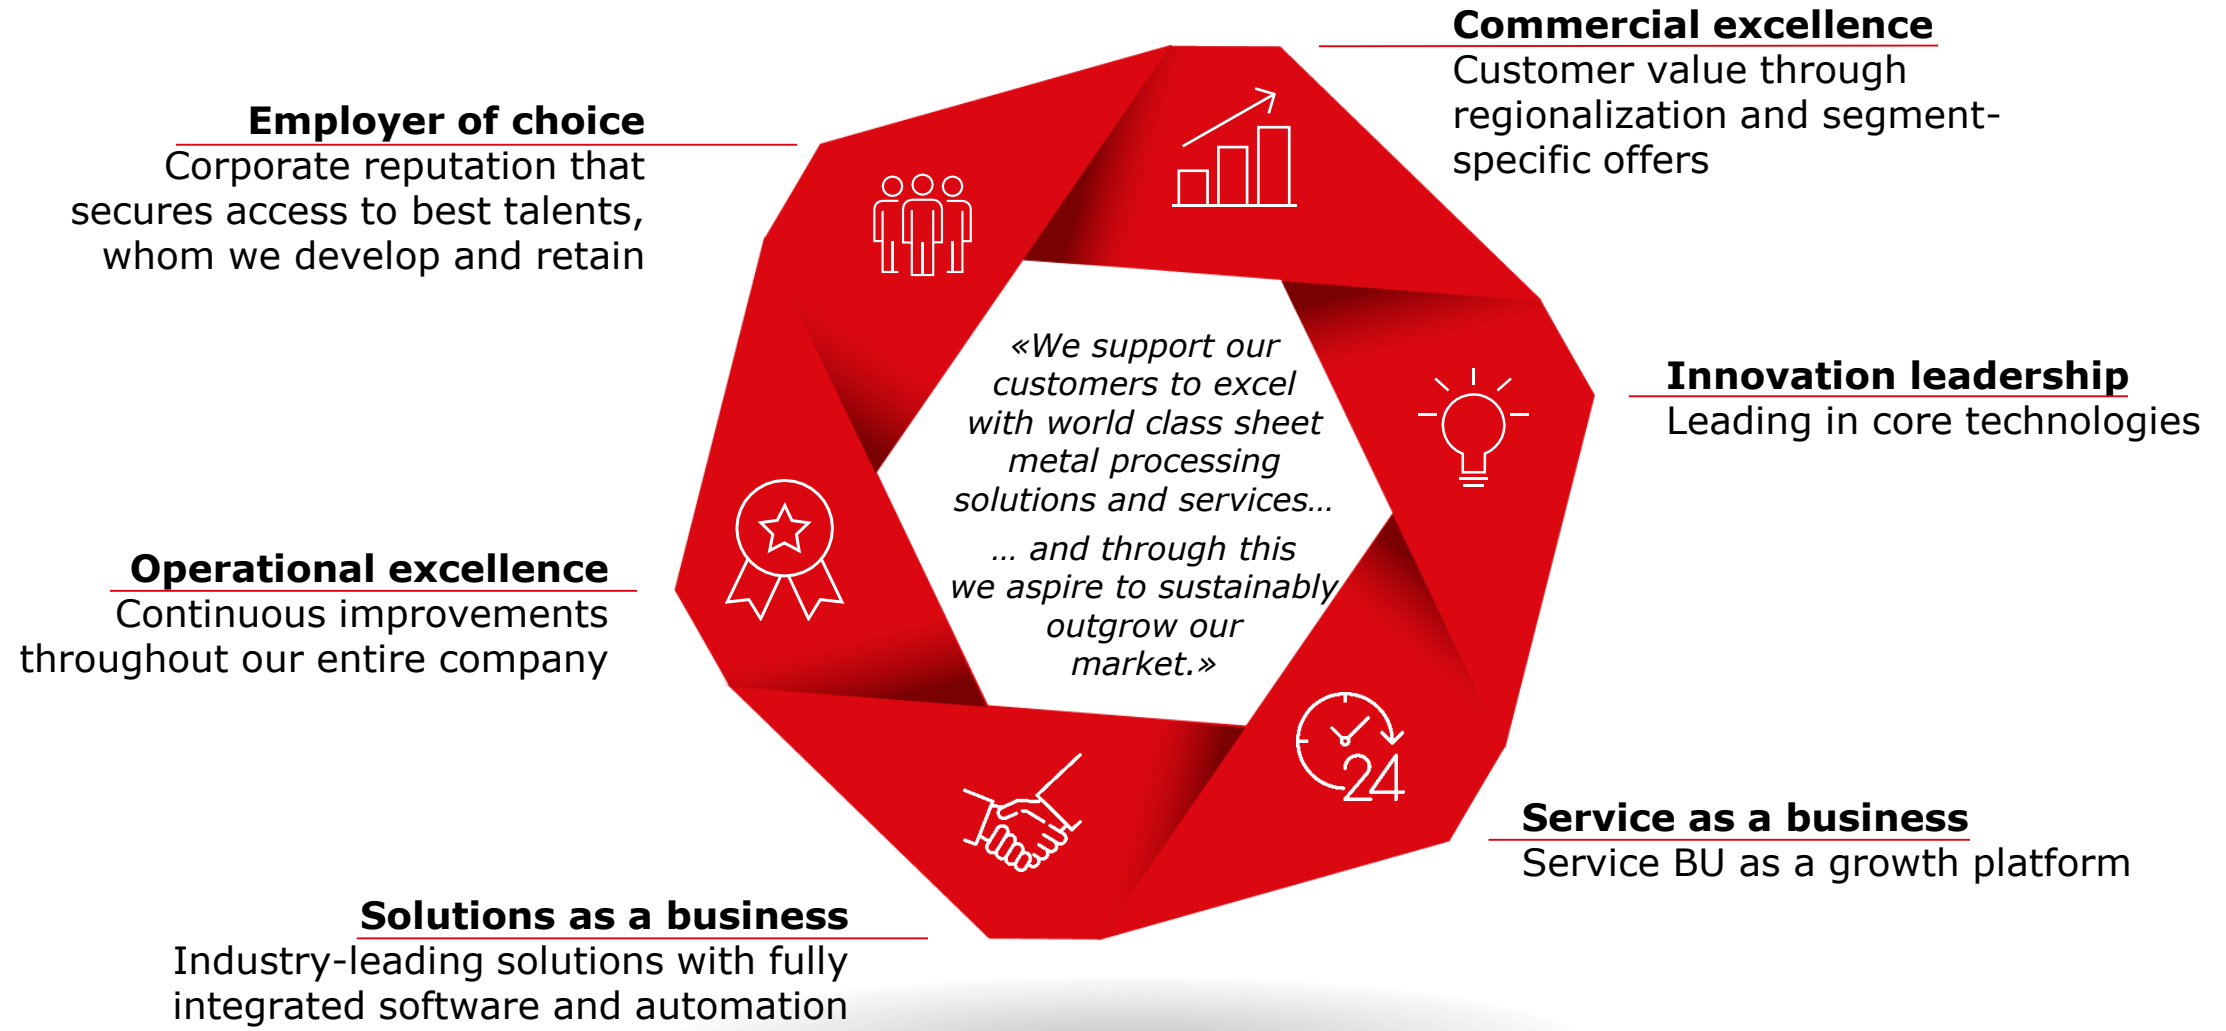 Commercial excellence
Customer value through
regionalization and segment-
specific offers
Employer of choice
Corporate reputation that
secures access to best talents,
whom we develop and retain
«We support our
customers to excel
with world class sheet
metal processing
solutions and services…
… and through this
we aspire to sustainably
outgrow our
market.»
Innovation leadership
Leading in core technologies
Operational excellence
Continuous improvements
throughout our entire company
24
Service as a business
Service BU as a growth platform
Solutions as a business
Industry-leading solutions with fully
integrated software and automation